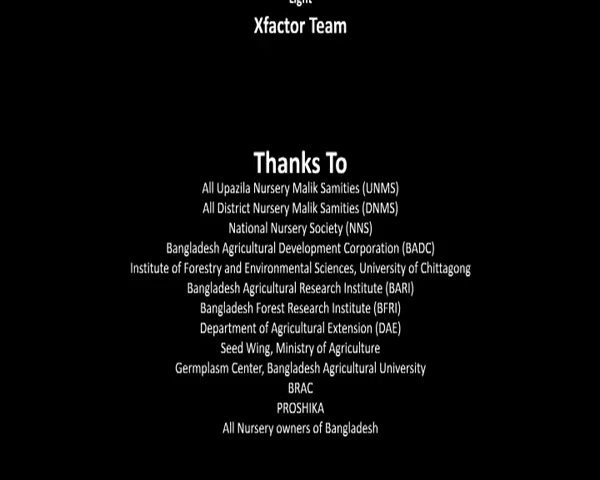 Light
Xfactor Team
Thanks To
All Upazila Nursery Malik Samities (UNMS)
All District Nursery Malik Samities (DNMS)
National Nursery Society (NNS)
Bangladesh Agricultural Development Corporation (BADC)
Institute of Forestry and Environmental Sciences, University of Chittagong
Bangladesh Agricultural Research Institute (BARI)
Bangladesh Forest Research Institute (BFRI)
Department of Agricultural Extension (DAE)
Seed Wing, Ministry of Agriculture
Germplasm Center, Bangladesh Agricultural University
BRAC
PROSHIKA
All Nursery owners of Bangladesh